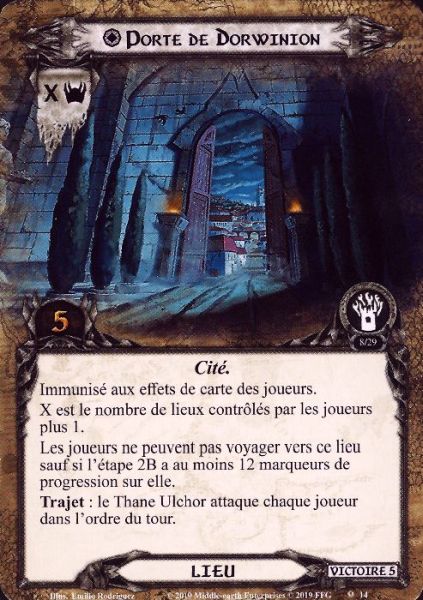 PORTE DE DORWINION
X
5
8/29
Cité.
Immunisé aux effets de carte des joueurs.
X est le nombre de lieux contrôlés par les joueurs
plus 1.
Les joueurs ne peuvent pas voyager vers ce lieu
sauf si l'étape 2B a au moins 12 marqueurs de
progression sur elle.
Trajet : le Thane Ulchor attaque chaque joueur
dans l'ordre du tour.
LIEU
VICTOIRE 5
Illus. Emilio Rodriguez © 2019 Middle-earth Enterprises © 2019 FFG 14